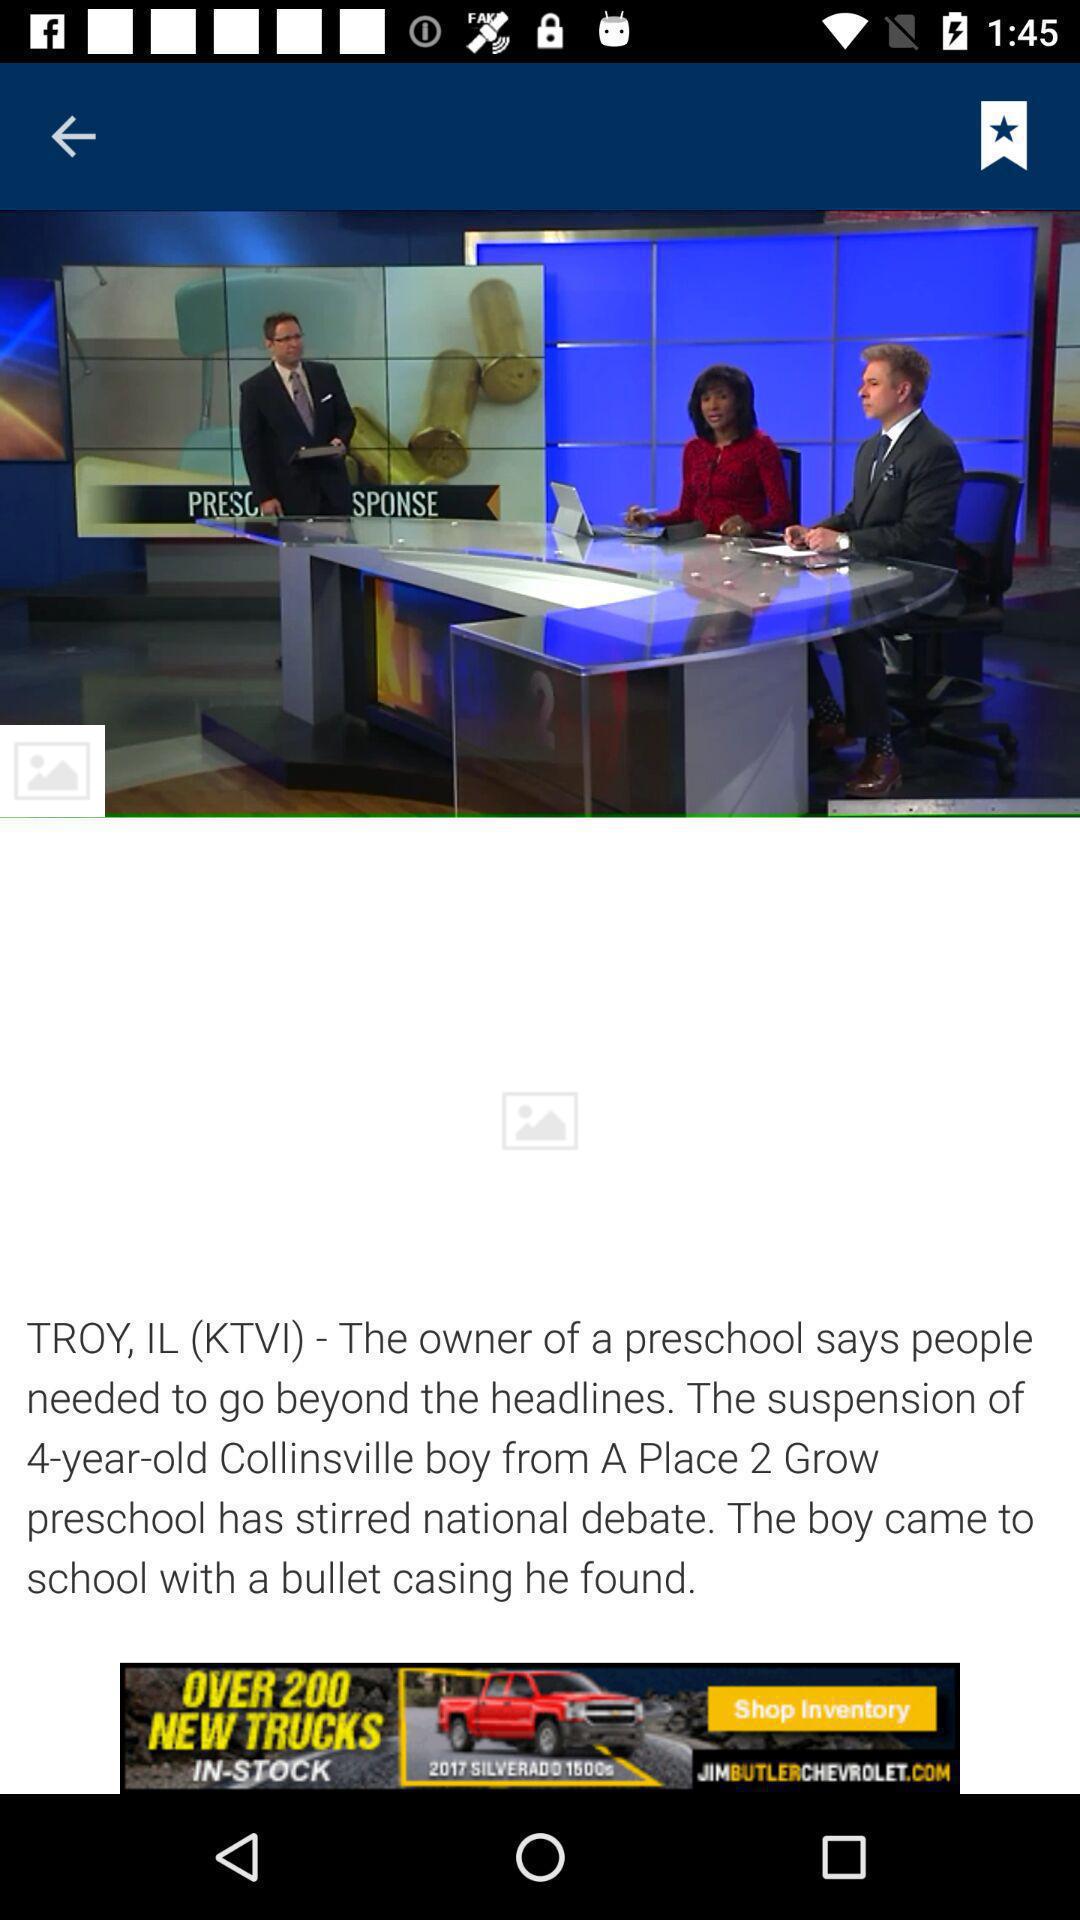 FAKE
1:45
PRESC SPONSE
2
TROY, IL (KTVI) - The owner of a preschool says people
needed to go beyond the headlines. The suspension of
4-year-old Collinsville boy from A Place 2 Grow
preschool has stirred national debate. The boy came to
school with a bullet casing he found.
OVER 200
NEW TRUCKS
IN-STOCK
2017 SILVERADO 1500s
Shop Inventory
JIMBUTLERCHEVROLET.COM